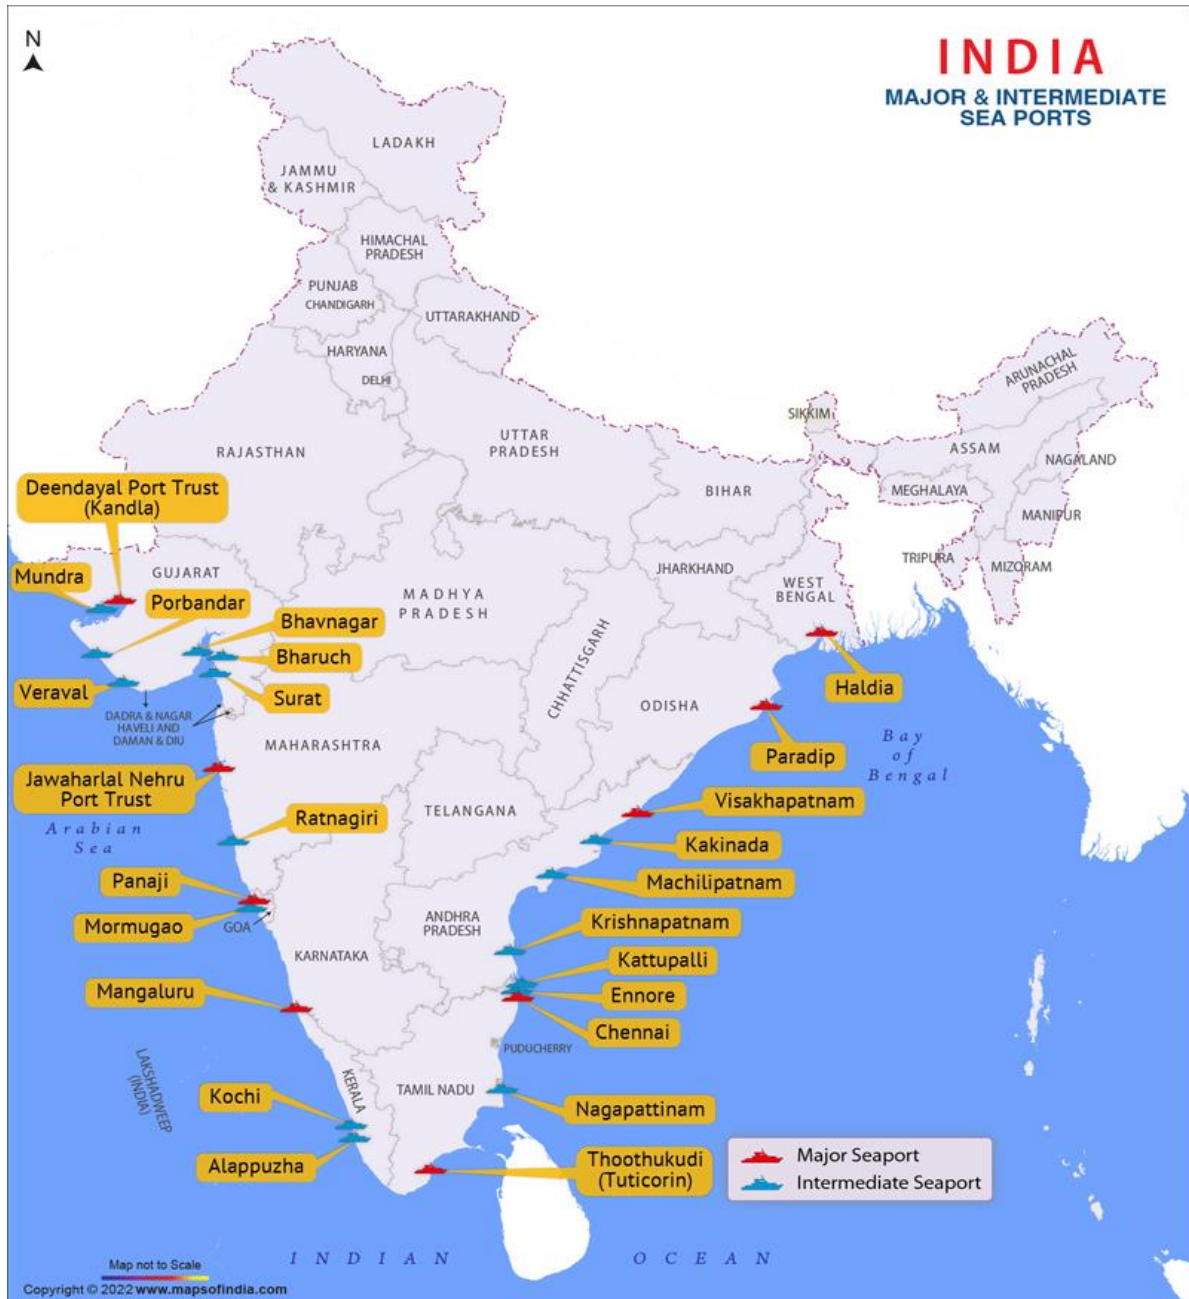 N
INDIA
MAJOR & INTERMEDIATE
SEA PORTS
LADAKH
JAMMU
& KASHMIR
HIMACHAL
PRADESH
PUNJAB
CHANDIGARH
UTTARAKHAND
HARYANA
DELHI
ARUNACHAL
PRADESH
SIKKIM
RAJASTHAN
UTTAR
PRADESH
ASSAM
NAGALAND
BIHAR
MEGHALAYA
MANIPUR
Deendayal Port Trust
(Kandla)
TRIPURA
MIZORAM
GUJARAT
JHARKHAND
WEST
BENGAL
Mundra
Porbandar
MADHYA
PRADESH
Bhavnagar
Bharuch
CHHATTISGARH
Veraval
Surat
Haldia
DADRA & NAGAR
HAVELI AND
DAMAN & DIU
ODISHA
MAHARASHTRA
Paradip
Bay
of
Bengal
Jawaharlal Nehru
Port Trust
Visakhapatnam
TELANGANA
Ratnagiri
Arabian
Sea
Kakinada
Panaji
Machilipatnam
Mormugao
GOA
ANDHRA
PRADESH
Krishnapatnam
KARNATAKA
Kattupalli
Mangaluru
Ennore
Chennai
PUDUCHERRY
LAKSHADWEEP
(INDIA)
KERALA
TAMIL NADU
Kochi
Nagapattinam
Alappuzha
Thoothukudi
(Tuticorin)
Major Seaport
Intermediate Seaport
INDIAN OCEAN
Map not to Scale
Copyright © 2022 www.mapsofindia.com